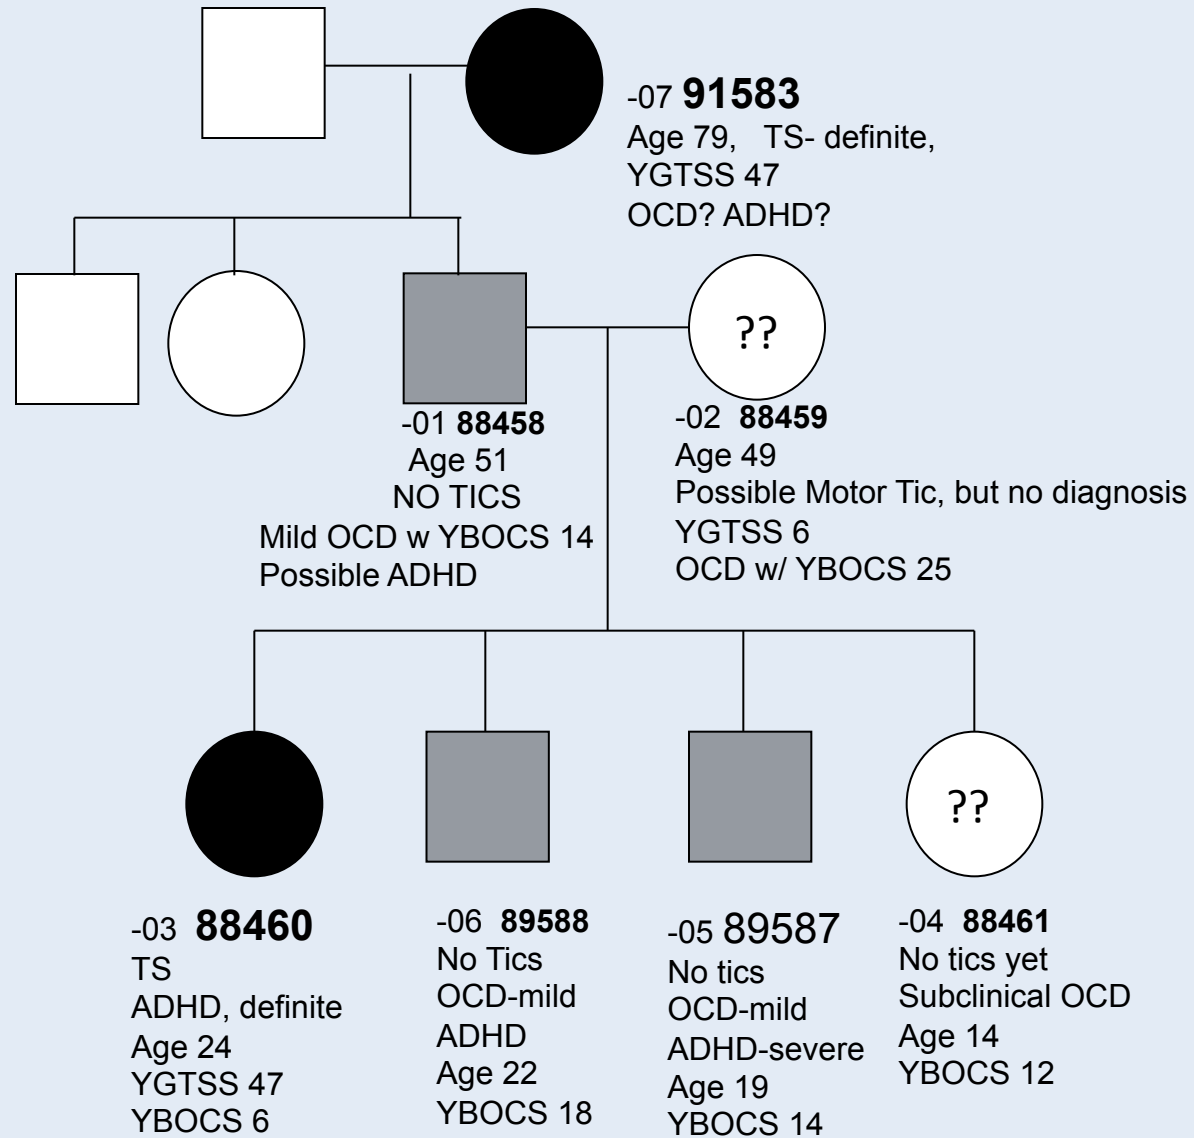 -07 91583
Age 79, TS- definite,
YGTSS 47
OCD? ADHD?
??
-01 88458
Age 51
NO TICS
Mild OCD w YBOCS 14
Possible ADHD
-02 88459
Age 49
Possible Motor Tic, but no diagnosis
YGTSS 6
OCD w/ YBOCS 25
??
-03 88460
TS
ADHD, definite
Age 24
YGTSS 47
YBOCS 6
-06 89588
No Tics
OCD-mild
ADHD
Age 22
YBOCS 18
-05 89587
No tics
OCD-mild
ADHD-severe
Age 19
YBOCS 14
-04 88461
No tics yet
Subclinical OCD
Age 14
YBOCS 12